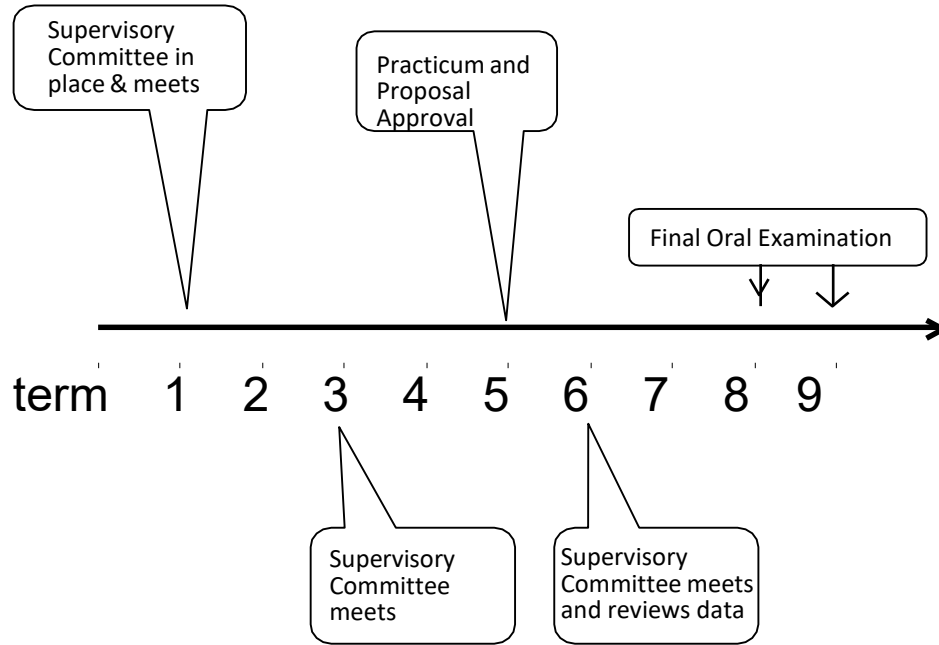 Supervisory
Committee in
place & meets
Practicum and
Proposal
Approval
Final Oral Examination
term 1 2 3 4 5 6 7 8 9
Supervisory
Committee
meets
Supervisory
Committee meets
and reviews data